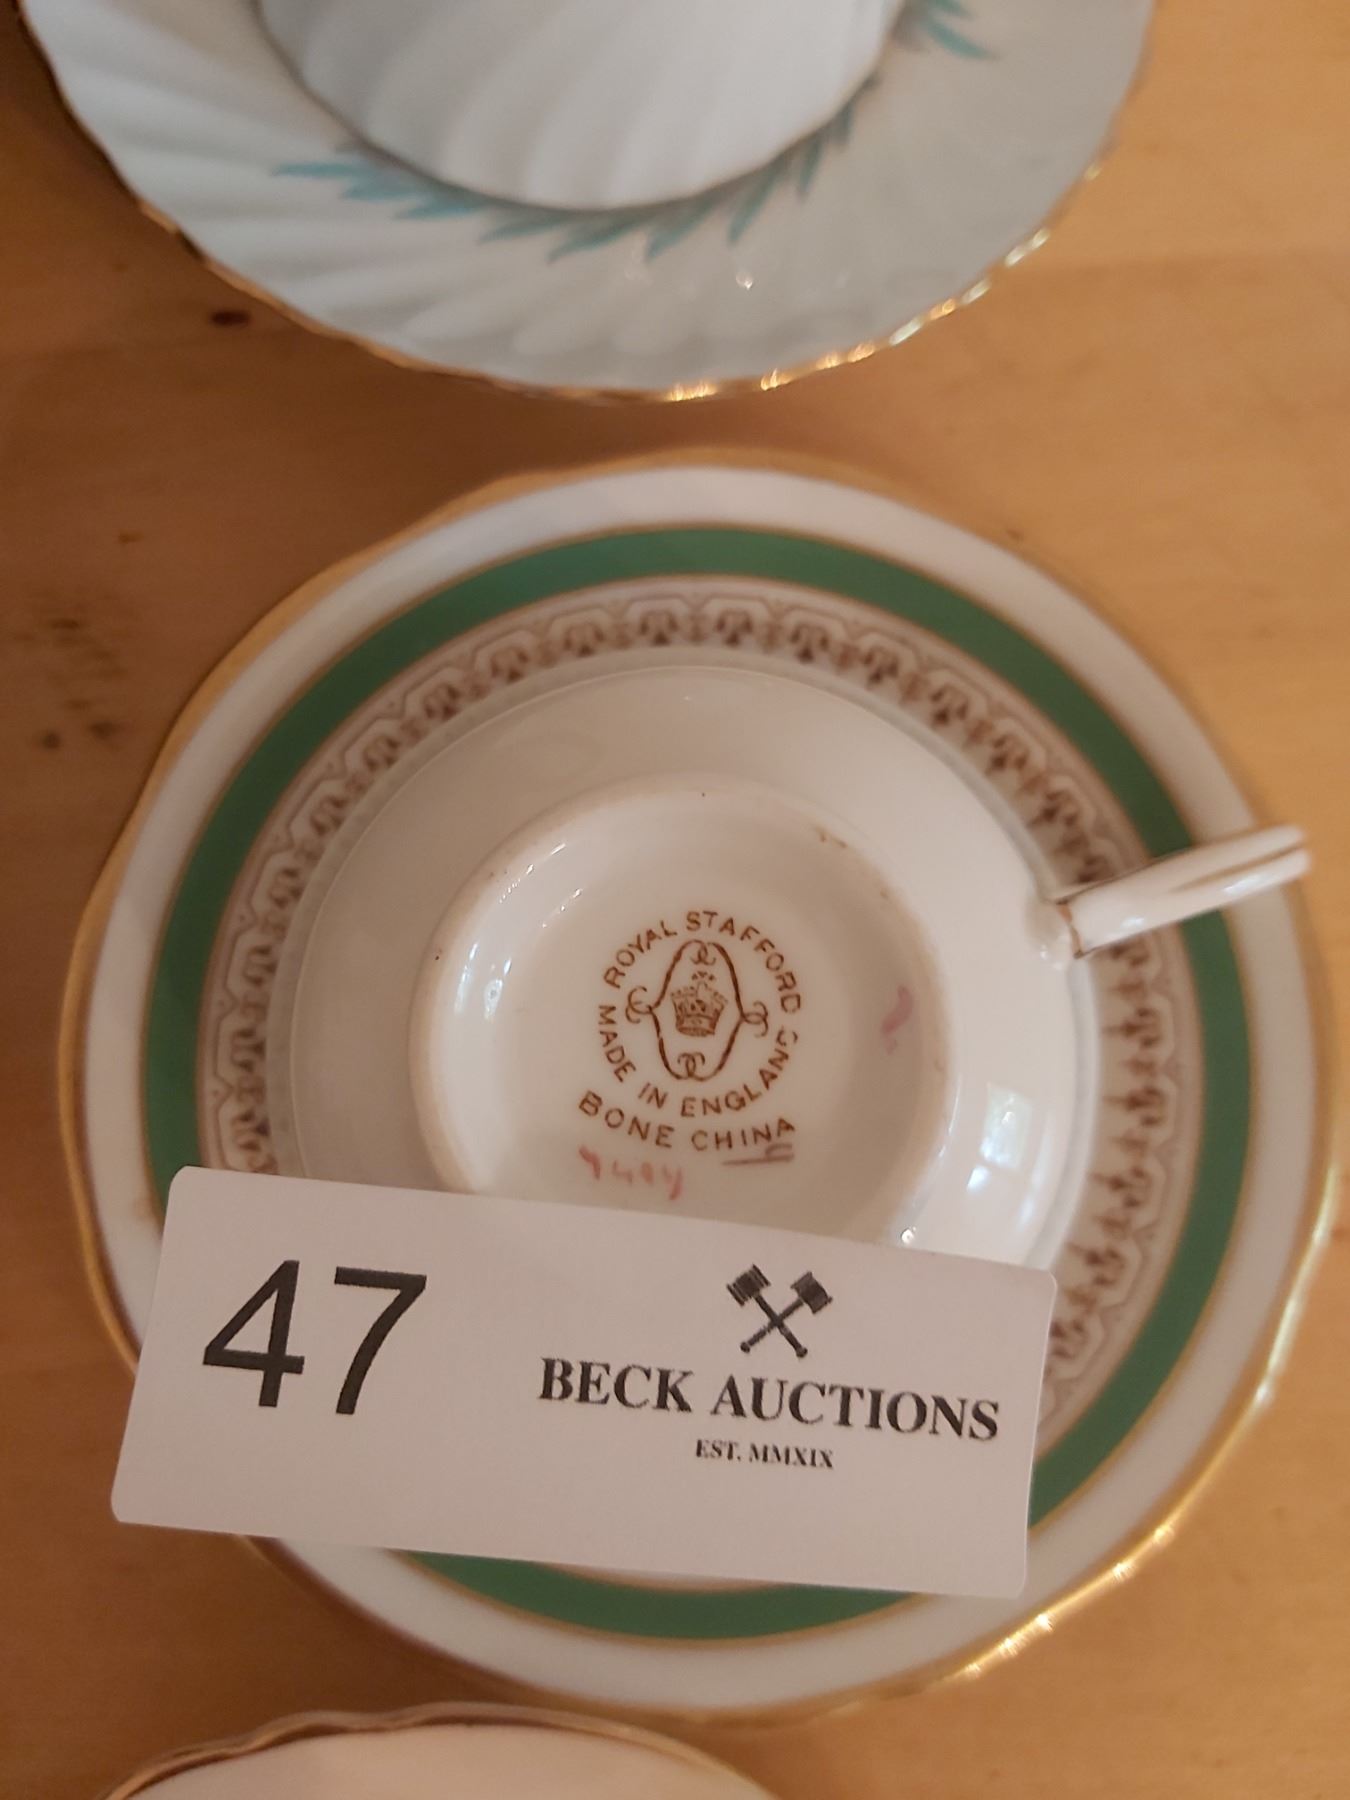 ROYAL STAFFORD
MADE IN ENGLAND
BONE CHINA
47
BECK AUCTIONS
EST. MMXIX